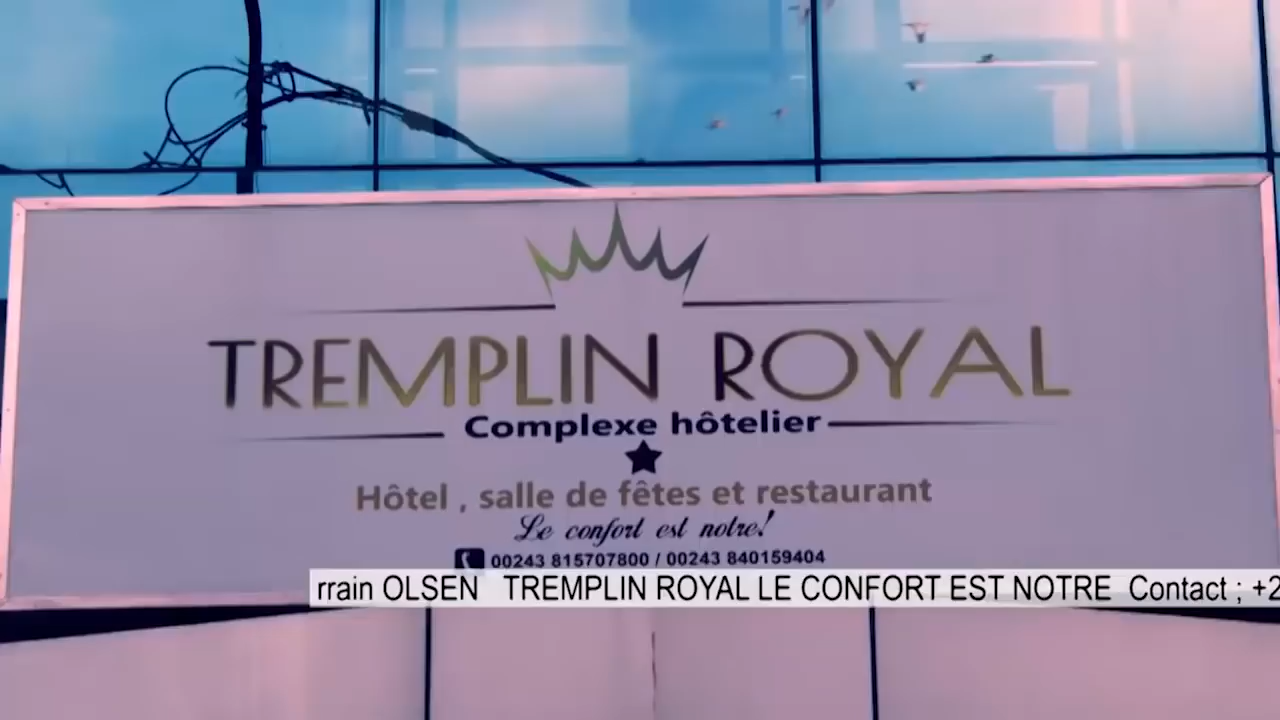 TREMPLIN ROYAL
Complexe hôtelier
Hôtel , salle de fêtes et restaurant
Le confort est notre!
00243 815707800 / 00243 840159404
rrain OLSEN TREMPLIN ROYAL LE CONFORT EST NOTRE Contact ; +2